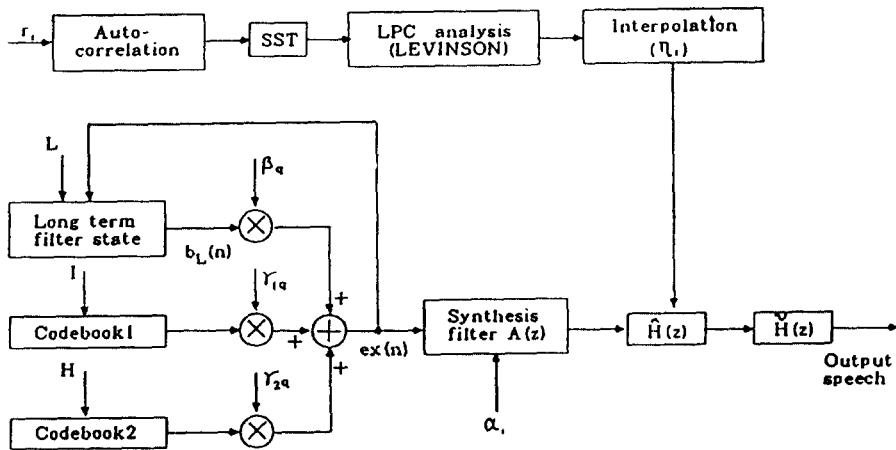 r_i
Auto-
correlation
SST
LPC analysis
(LEVINSON)
Interpolation
(η_i)
L
β_q
Long term
filter state
b_L(n)
I
γ_1q
+
Codebook1
+
ex(n)
Synthesis
filter A(z)
Ĥ(z)
H̆(z)
Output
speech
H
γ_2q
+
Codebook2
α_i